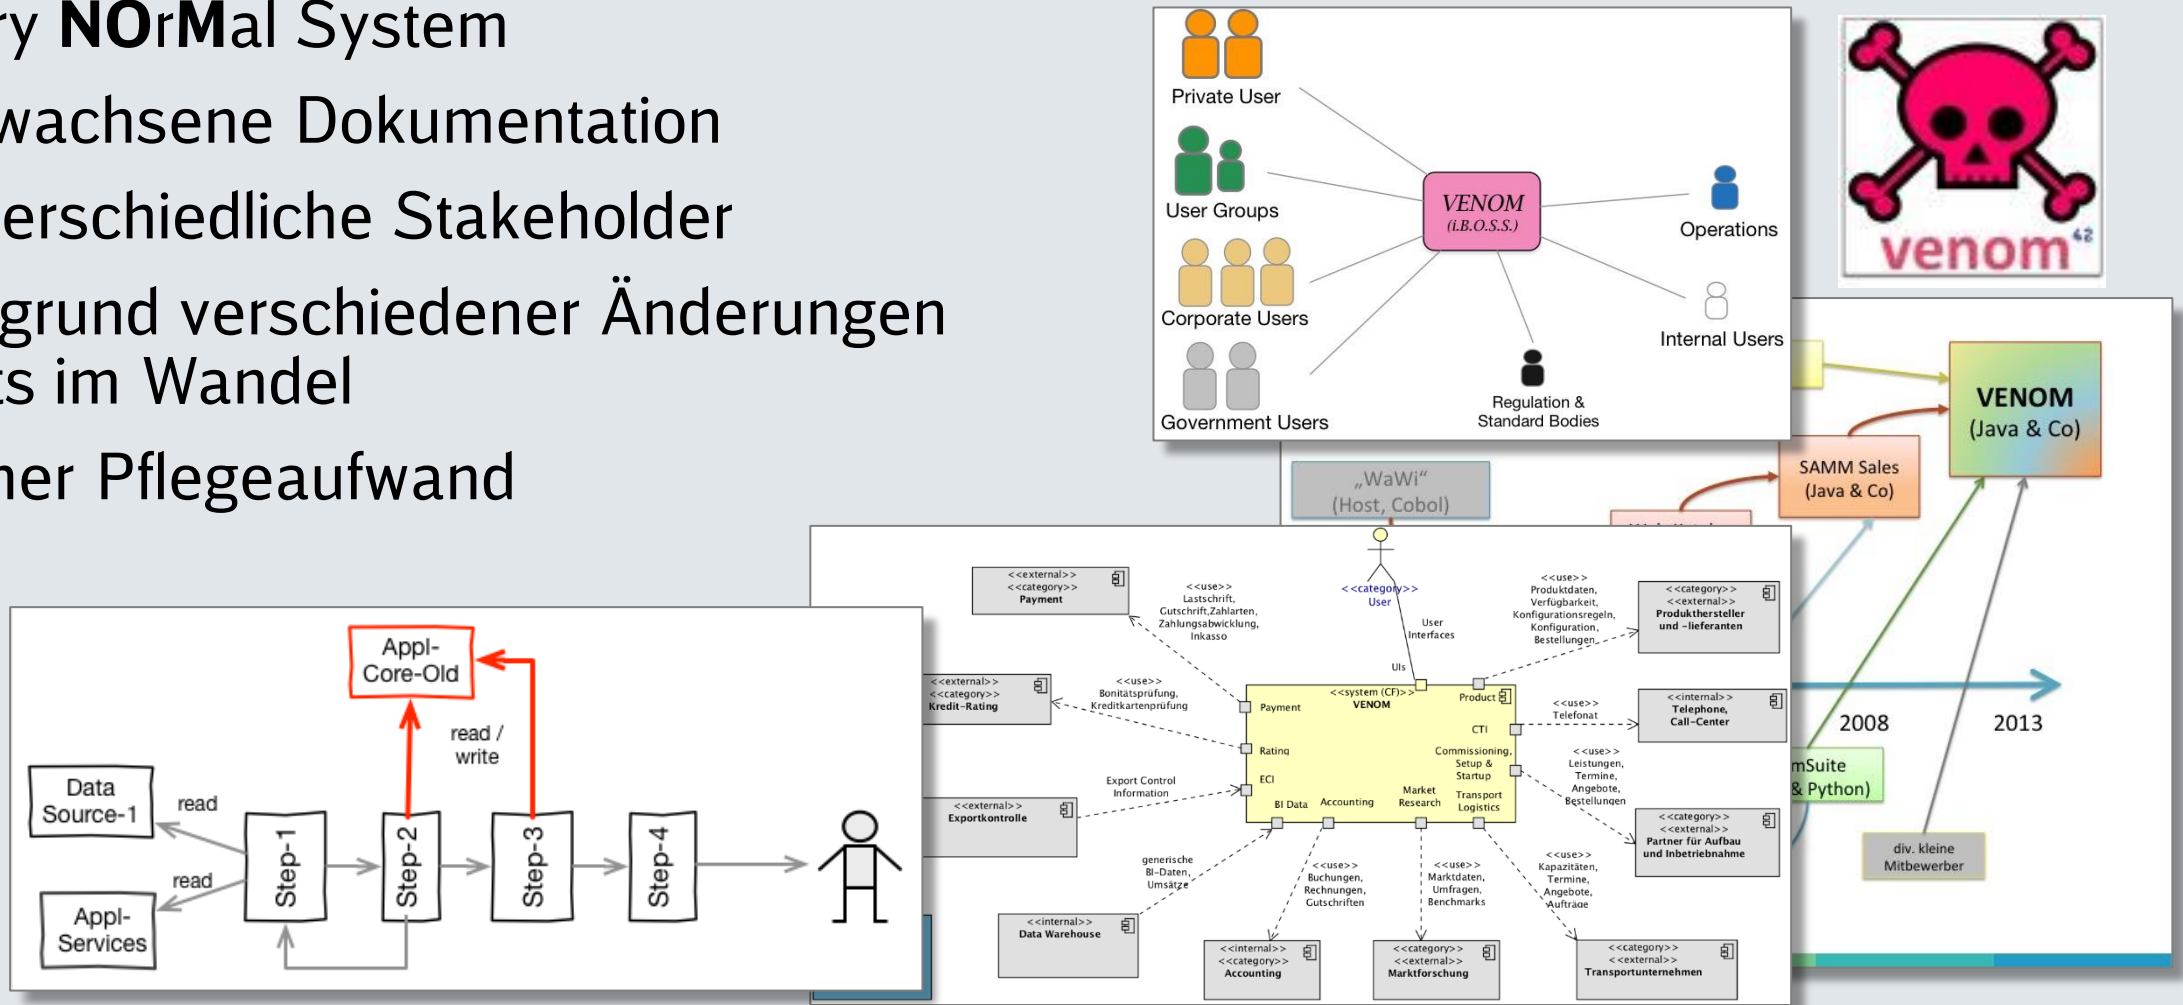 ry NOrMal System
wachsene Dokumentation
erschiedliche Stakeholder
grund verschiedener Änderungen
ts im Wandel
ner Pflegeaufwand
Private User
User Groups
Corporate Users
Government Users
VENOM
(i.B.O.S.S.)
Operations
Internal Users
Regulation &
Standard Bodies
venom42
„WaWi“
(Host, Cobol)
VENOM
(Java & Co)
SAMM Sales
(Java & Co)
2008
2013
mSuite
& Python)
div. kleine
Mitbewerber
<<external>>
<<category>>
Payment
<<use>>
Lastschrift,
Gutschrift,Zahlarten,
Zahlungsabwicklung,
Inkasso
<<category>>
User
User
Interfaces
UIs
<<use>>
Produktdaten,
Verfügbarkeit,
Konfigurationsregeln,
Konfiguration,
Bestellungen
<<category>>
<<external>>
Produkthersteller
und -lieferanten
<<external>>
<<category>>
Kredit-Rating
<<use>>
Bonitätsprüfung,
Kreditkartenprüfung
<<system (CF)>>
VENOM
Payment
Rating
ECI
BI Data
Accounting
Market
Research
Transport
Logistics
Product
CTI
Commissioning,
Setup &
Startup
<<use>>
Telefonat
<<internal>>
Telephone,
Call-Center
<<external>>
Exportkontrolle
Export Control
Information
<<use>>
Leistungen,
Termine,
Angebote,
Bestellungen
<<category>>
<<external>>
Partner für Aufbau
und Inbetriebnahme
generische
BI-Daten,
Umsätze
<<internal>>
Data Warehouse
<<use>>
Buchungen,
Rechnungen,
Gutschriften
<<internal>>
<<category>>
Accounting
<<use>>
Marktdaten,
Umfragen,
Benchmarks
<<category>>
<<external>>
Marktforschung
<<use>>
Kapazitäten,
Termine,
Angebote,
Aufträge
<<category>>
<<external>>
Transportunternehmen
Appl-
Core-Old
read /
write
Data
Source-1
read
read
Appl-
Services
Step-1
Step-2
Step-3
Step-4